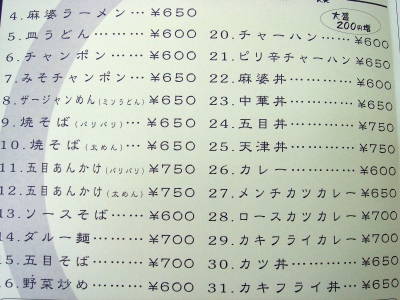 4. 麻婆ラーメン…￥650
5. 皿うどん………￥600
6. チャンポン……￥600
7. みそチャンポン…￥650
8. ザージャンめん(ミソうどん)￥650
9. 焼そば(パリパリ)…￥650
10. 焼そば(太めん)…￥650
11. 五目あんかけ(パリパリ)￥750
12. 五目あんかけ(太めん)￥750
13. ソースそば……￥600
14. ダルー麺………￥700
15. 五目そば………￥700
16. 野菜炒め………￥600
大盛
200円増
20. チャーハン………￥600
21. ピリ辛チャーハン…￥650
22. 麻婆丼…………￥650
23. 中華丼…………￥650
24. 五目丼…………￥750
25. 天津丼…………￥750
26. カレー…………￥600
27. メンチカツカレー￥650
28. ロースカツカレー￥700
29. カキフライカレー￥700
30. カツ丼…………￥650
31. カキフライ丼…￥650